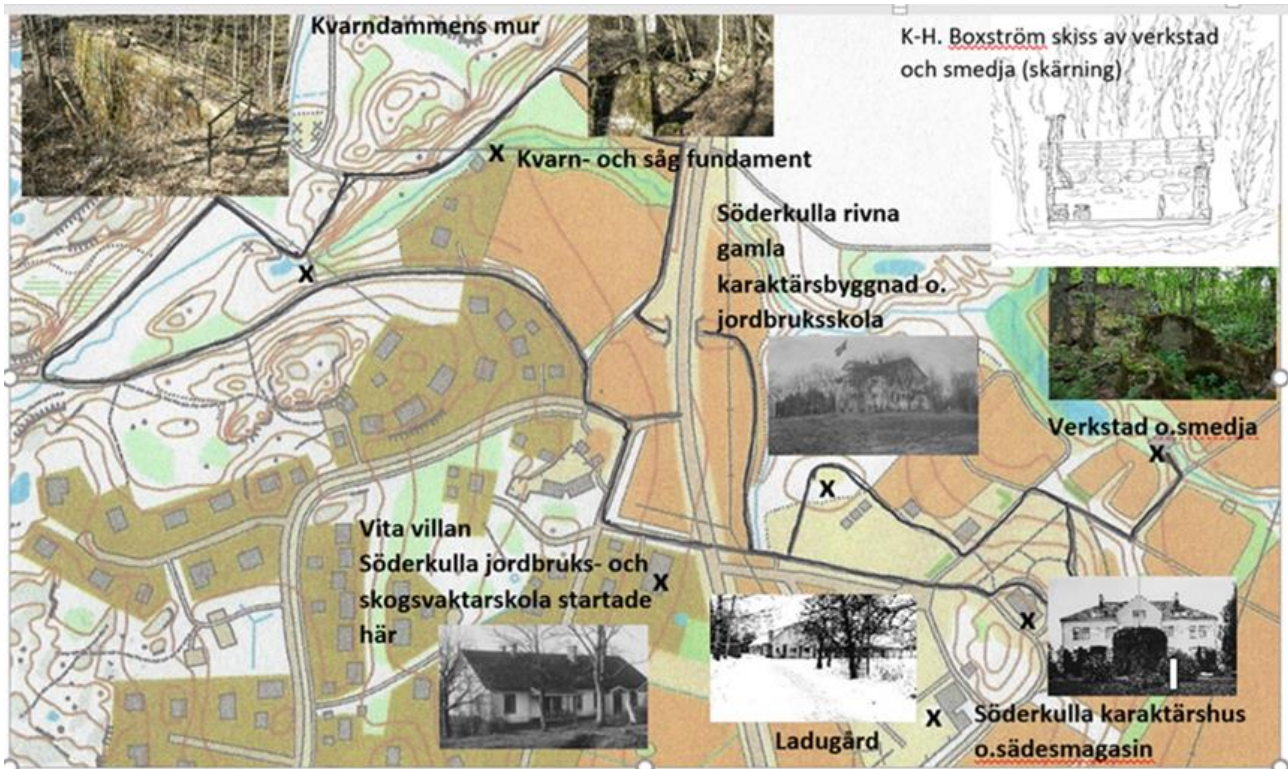 Kvarndammens mur
K-H. Boxström skiss av verkstad
och smedja (skärning)
x Kvarn- och såg fundament
Söderkulla rivna
gamla
karaktärsbyggnad o.
jordbruksskola
x
Verkstad o.smedja
x
x
Vita villan
Söderkulla jordbruks- och
skogsvaktarskola startade
här
x
x
x
Ladugård
Söderkulla karaktärshus
o.sädesmagasin